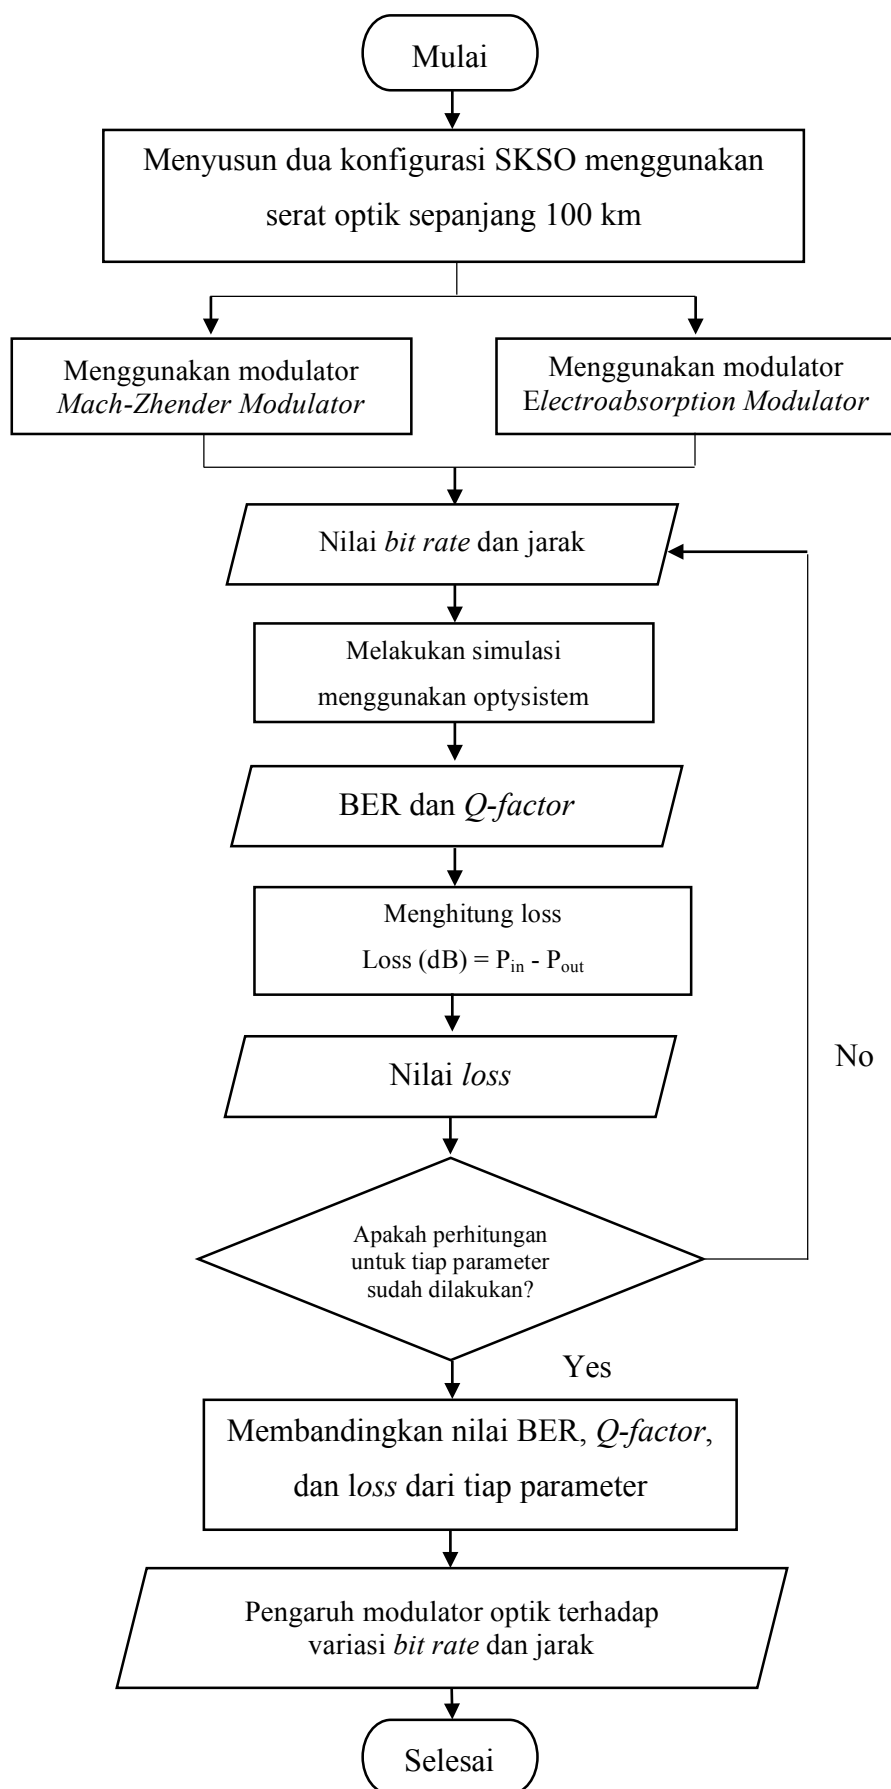 Mulai
Menyusun dua konfigurasi SKSO menggunakan
serat optik sepanjang 100 km
Menggunakan modulator
Mach-Zhender Modulator
Menggunakan modulator
Electroabsorption Modulator
Nilai bit rate dan jarak
Melakukan simulasi
menggunakan optysistem
BER dan Q-factor
Menghitung loss
Loss (dB) = Pin - Pout
Nilai loss
No
Apakah perhitungan
untuk tiap parameter
sudah dilakukan?
Yes
Membandingkan nilai BER, Q-factor,
dan loss dari tiap parameter
Pengaruh modulator optik terhadap
variasi bit rate dan jarak
Selesai